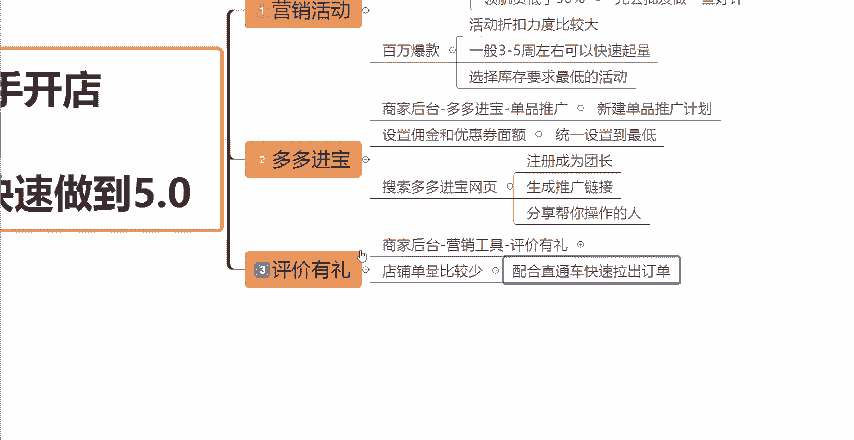 营销活动
活动折扣力度比较大
百万爆款
一般3-5周左右可以快速起量
选择库存要求最低的活动
手开店
商家后台-多多进宝-单品推广
新建单品推广计划
设置佣金和优惠券面额
统一设置到最低
2 多多进宝
注册成为团长
搜索多多进宝网页
生成推广链接
快速做到5.0
分享帮你操作的人
商家后台-营销工具-评价有礼
3 评价有礼
店铺单量比较少
配合直通车快速拉出订单